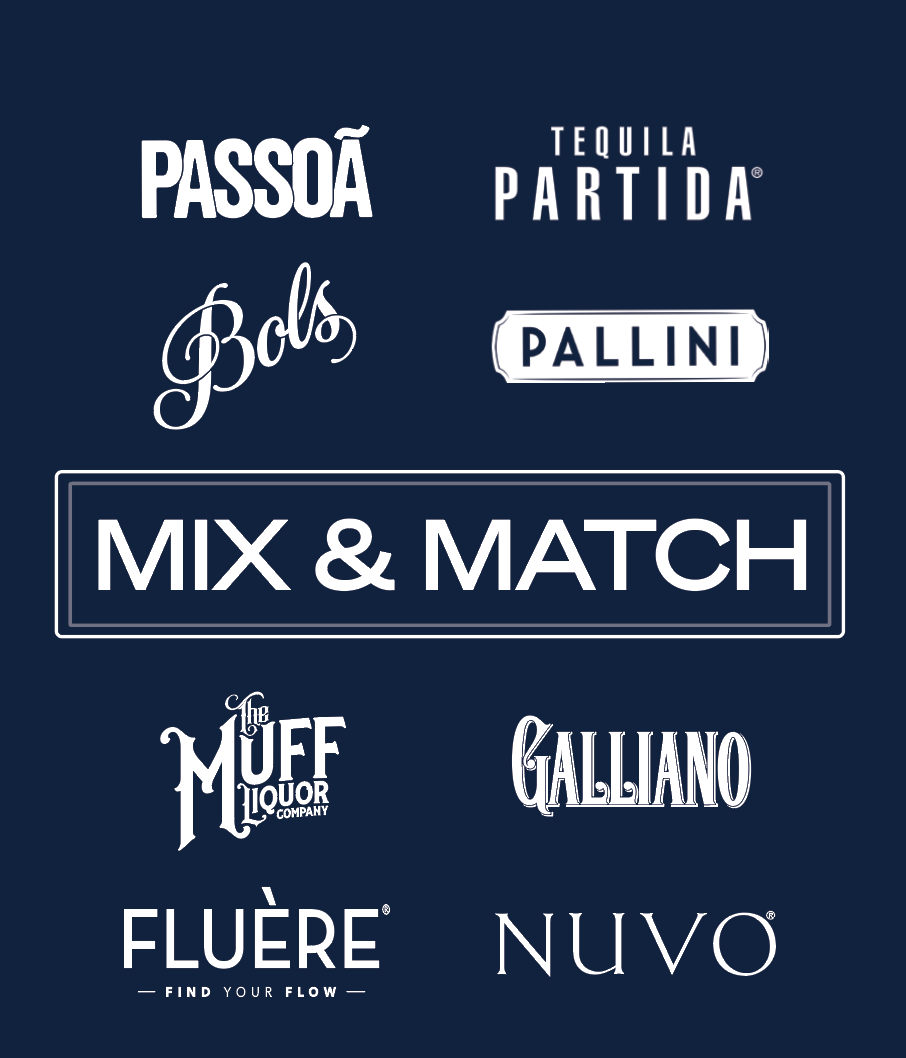 PASSOÃ
TEQUILA
PARTIDA®
Bols
PALLINI
MIX & MATCH
The
MUFF
LIQUOR
COMPANY
GALLIANO
FLUÈRE®
— FIND YOUR FLOW —
NUVO®